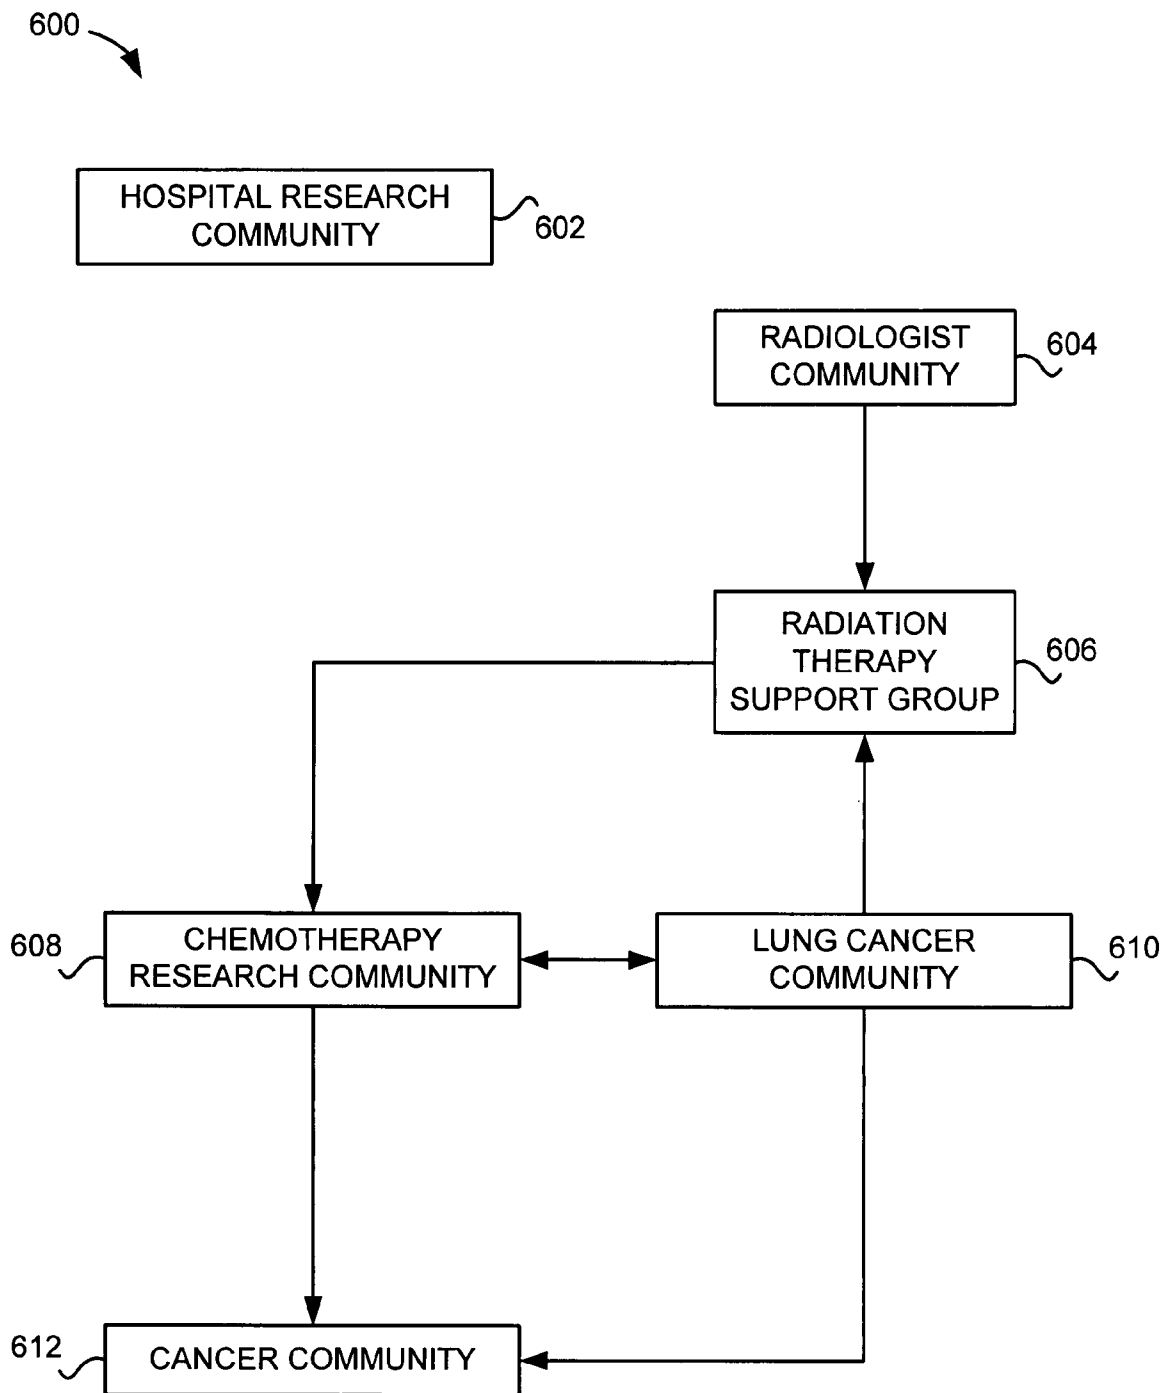 600
HOSPITAL RESEARCH
COMMUNITY
602
RADIOLOGIST
COMMUNITY
604
RADIATION
THERAPY
SUPPORT GROUP
606
608
CHEMOTHERAPY
RESEARCH COMMUNITY
LUNG CANCER
COMMUNITY
610
612
CANCER COMMUNITY